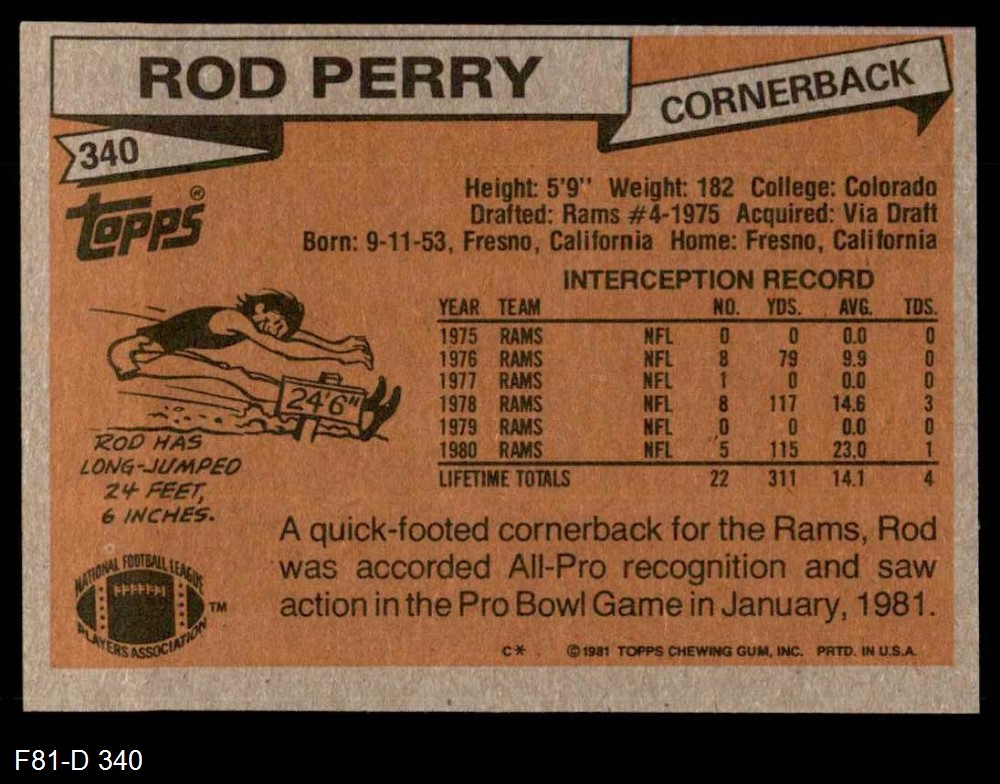 ROD PERRY
CORNERBACK
340
Topps®
Height: 5'9" Weight: 182 College: Colorado
Drafted: Rams #4-1975 Acquired: Via Draft
Born: 9-11-53, Fresno, California Home: Fresno, California
INTERCEPTION RECORD
YEAR TEAM NO. YDS. AVG. TDS.
1975 RAMS NFL 0 0 0.0 0
1976 RAMS NFL 8 79 9.9 0
1977 RAMS NFL 1 0 0.0 0
1978 RAMS NFL 8 117 14.6 3
1979 RAMS NFL 0 0 0.0 0
1980 RAMS NFL 5 115 23.0 1
LIFETIME TOTALS 22 311 14.1 4
24'6"
ROD HAS
LONG-JUMPED
24 FEET,
6 INCHES.
A quick-footed cornerback for the Rams, Rod
was accorded All-Pro recognition and saw
action in the Pro Bowl Game in January, 1981.
NATIONAL FOOTBALL LEAGUE
PLAYERS ASSOCIATION
TM
C* ©1981 TOPPS CHEWING GUM, INC. PRTD. IN U.S.A.
F81-D 340